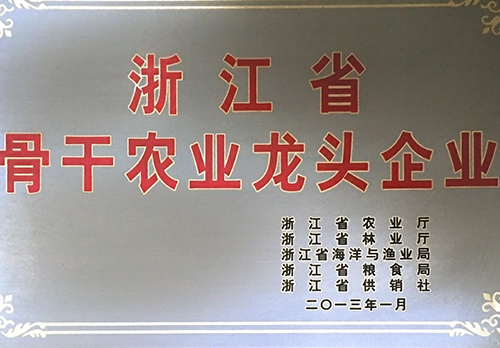 浙江省
骨干农业龙头企业
浙江省农业厅
浙江省林业厅
浙江省海洋与渔业局
浙江省粮食局
浙江省供销社
二〇一三年一月